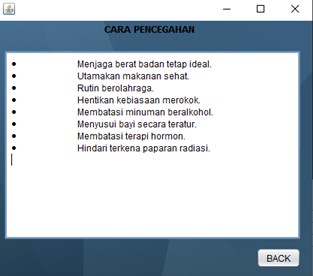 CARA PENCEGAHAN
• Menjaga berat badan tetap ideal.
• Utamakan makanan sehat.
• Rutin berolahraga.
• Hentikan kebiasaan merokok.
• Membatasi minuman beralkohol.
• Menyusui bayi secara teratur.
• Membatasi terapi hormon.
• Hindari terkena paparan radiasi.
BACK